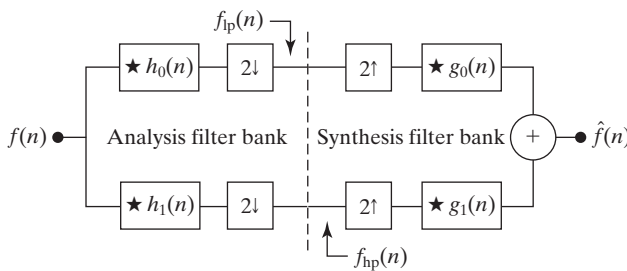 f_lp(n)
★ h_0(n) 2↓ 2↑ ★ g_0(n)
f(n) Analysis filter bank Synthesis filter bank + f̂(n)
★ h_1(n) 2↓ 2↑ ★ g_1(n)
f_hp(n)